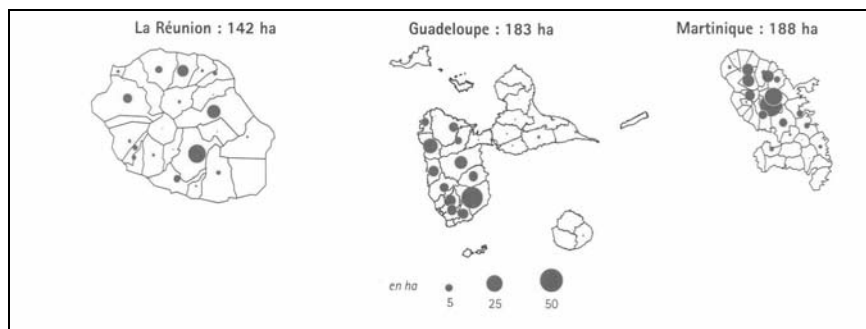 La Réunion : 142 ha
Guadeloupe : 183 ha
Martinique : 188 ha
en ha
5
25
50